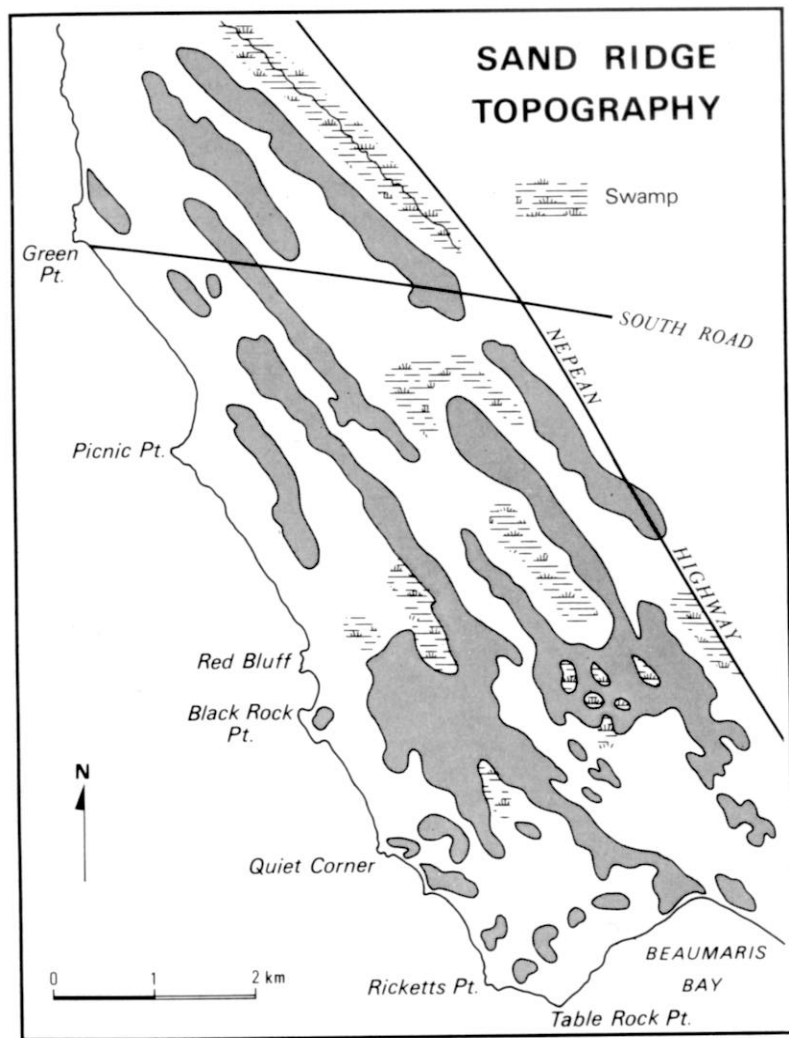 SAND RIDGE
TOPOGRAPHY
Swamp
Green
Pt.
SOUTH ROAD
NEPEAN
Picnic Pt.
HIGHWAY
Red Bluff
Black Rock
Pt.
N
Quiet Corner
BEAUMARIS
BAY
0 1 2 km
Ricketts Pt.
Table Rock Pt.